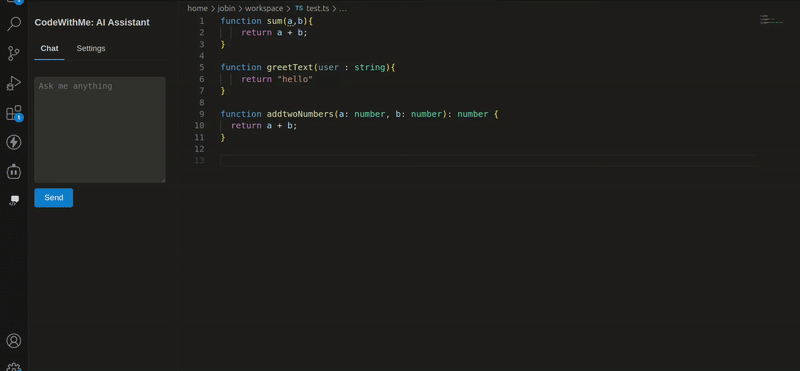 CodeWithMe: AI Assistant
Chat Settings
Ask me anything
Send
1
1
home > jobin > workspace > TS test.ts > ...
1 function sum(a,b){
2 return a + b;
3 }
4
5 function greetText(user : string){
6 return "hello"
7 }
8
9 function addtwoNumbers(a: number, b: number): number {
10 return a + b;
11 }
12
13